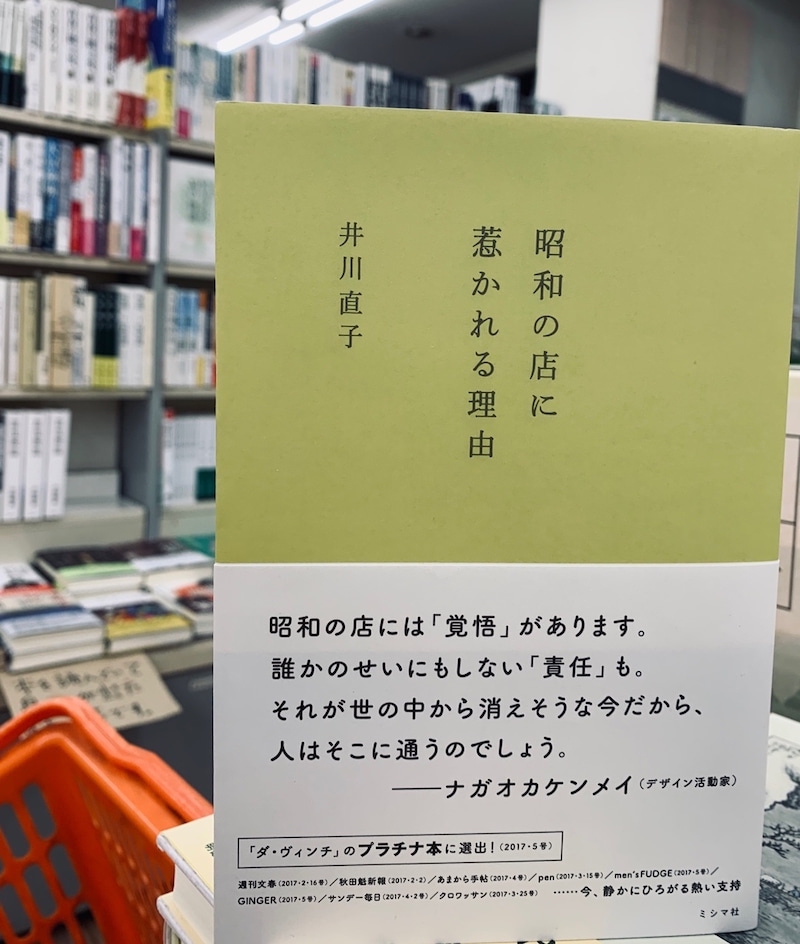 昭和の店に
惹かれる理由
井川直子
昭和の店には「覚悟」があります。
誰かのせいにもしない「責任」も。
それが世の中から消えそうな今だから、
人はそこに通うのでしょう。
――ナガオカケンメイ(デザイン活動家)
「ダ・ヴィンチ」のプラチナ本に選出!(2017・5号)
週刊文春(2017・2・16号)/秋田魁新報(2017・2・2)/あまから手帖(2017・4号)/pen(2017・3・15号)/men'sFUDGE(2017・5号)/
GINGER(2017・5号)/サンデー毎日(2017・4・2号)/クロワッサン(2017・3・25号) ……今、静かにひろがる熱い支持
ミシマ社